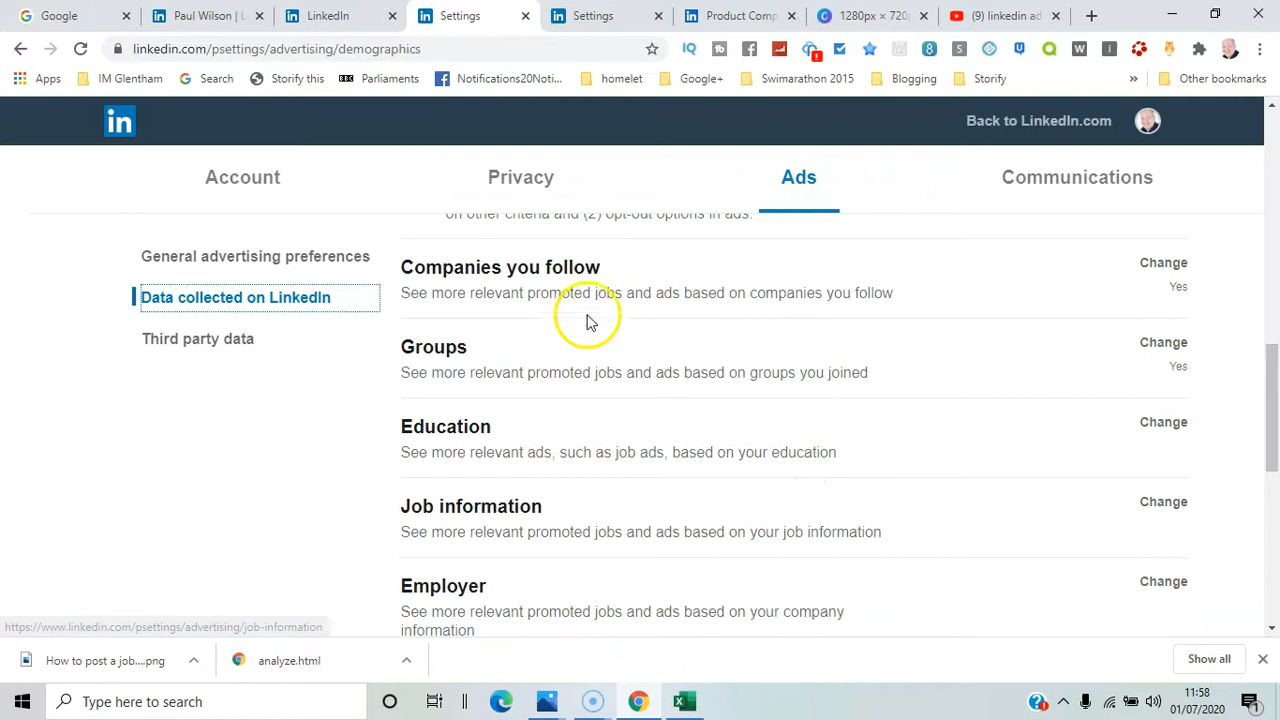 Google
Paul Wilson | L
LinkedIn
Settings
Settings
Product Comp
1280px × 720p
(9) linkedin ad
linkedin.com/psettings/advertising/demographics
Apps
IM Glentham
Search
Storify this
Parliaments
Notifications20Noti...
homelet
Google+
Swimarathon 2015
Blogging
Storify
»
Other bookmarks
in
Back to LinkedIn.com
Account
Privacy
Ads
Communications
General advertising preferences
Data collected on LinkedIn
Third party data
on other criteria and (2) opt-out options in ads.
Companies you follow
Change
See more relevant promoted jobs and ads based on companies you follow
Yes
Groups
Change
See more relevant promoted jobs and ads based on groups you joined
Yes
Education
Change
See more relevant ads, such as job ads, based on your education
Job information
Change
See more relevant promoted jobs and ads based on your job information
Employer
Change
See more relevant promoted jobs and ads based on your company
information
https://www.linkedin.com/psettings/advertising/job-information
How to post a job....png
analyze.html
Show all
Type here to search
11:58
01/07/2020